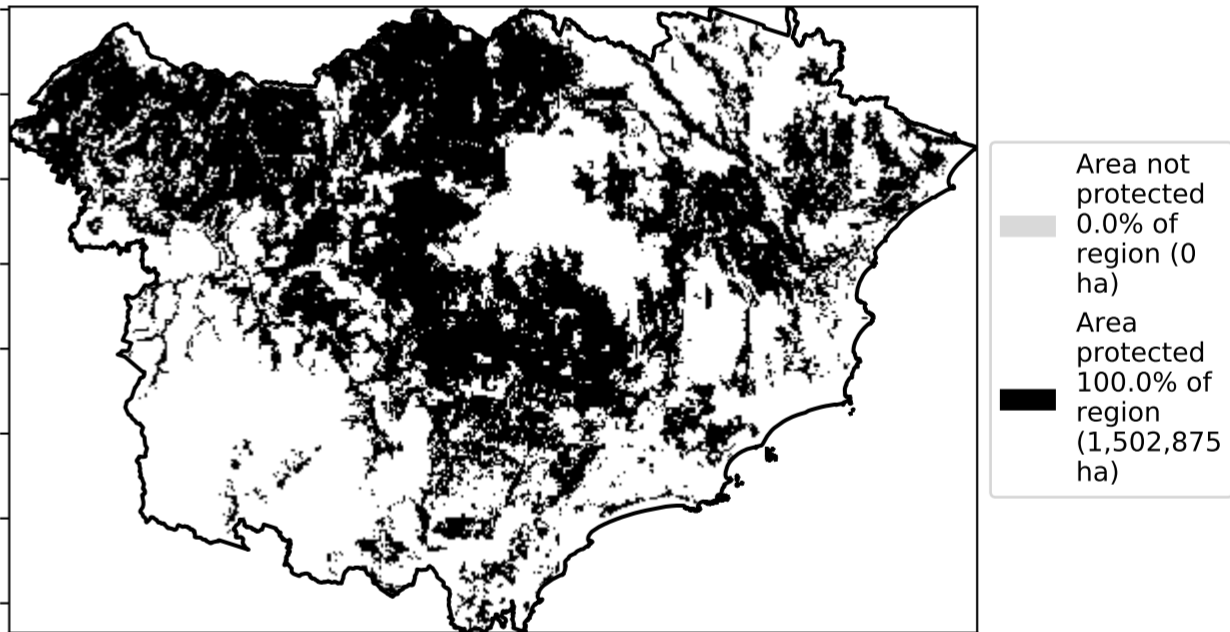 Area not
protected
0.0% of
region (0
ha)
Area
protected
100.0% of
region
(1,502,875
ha)